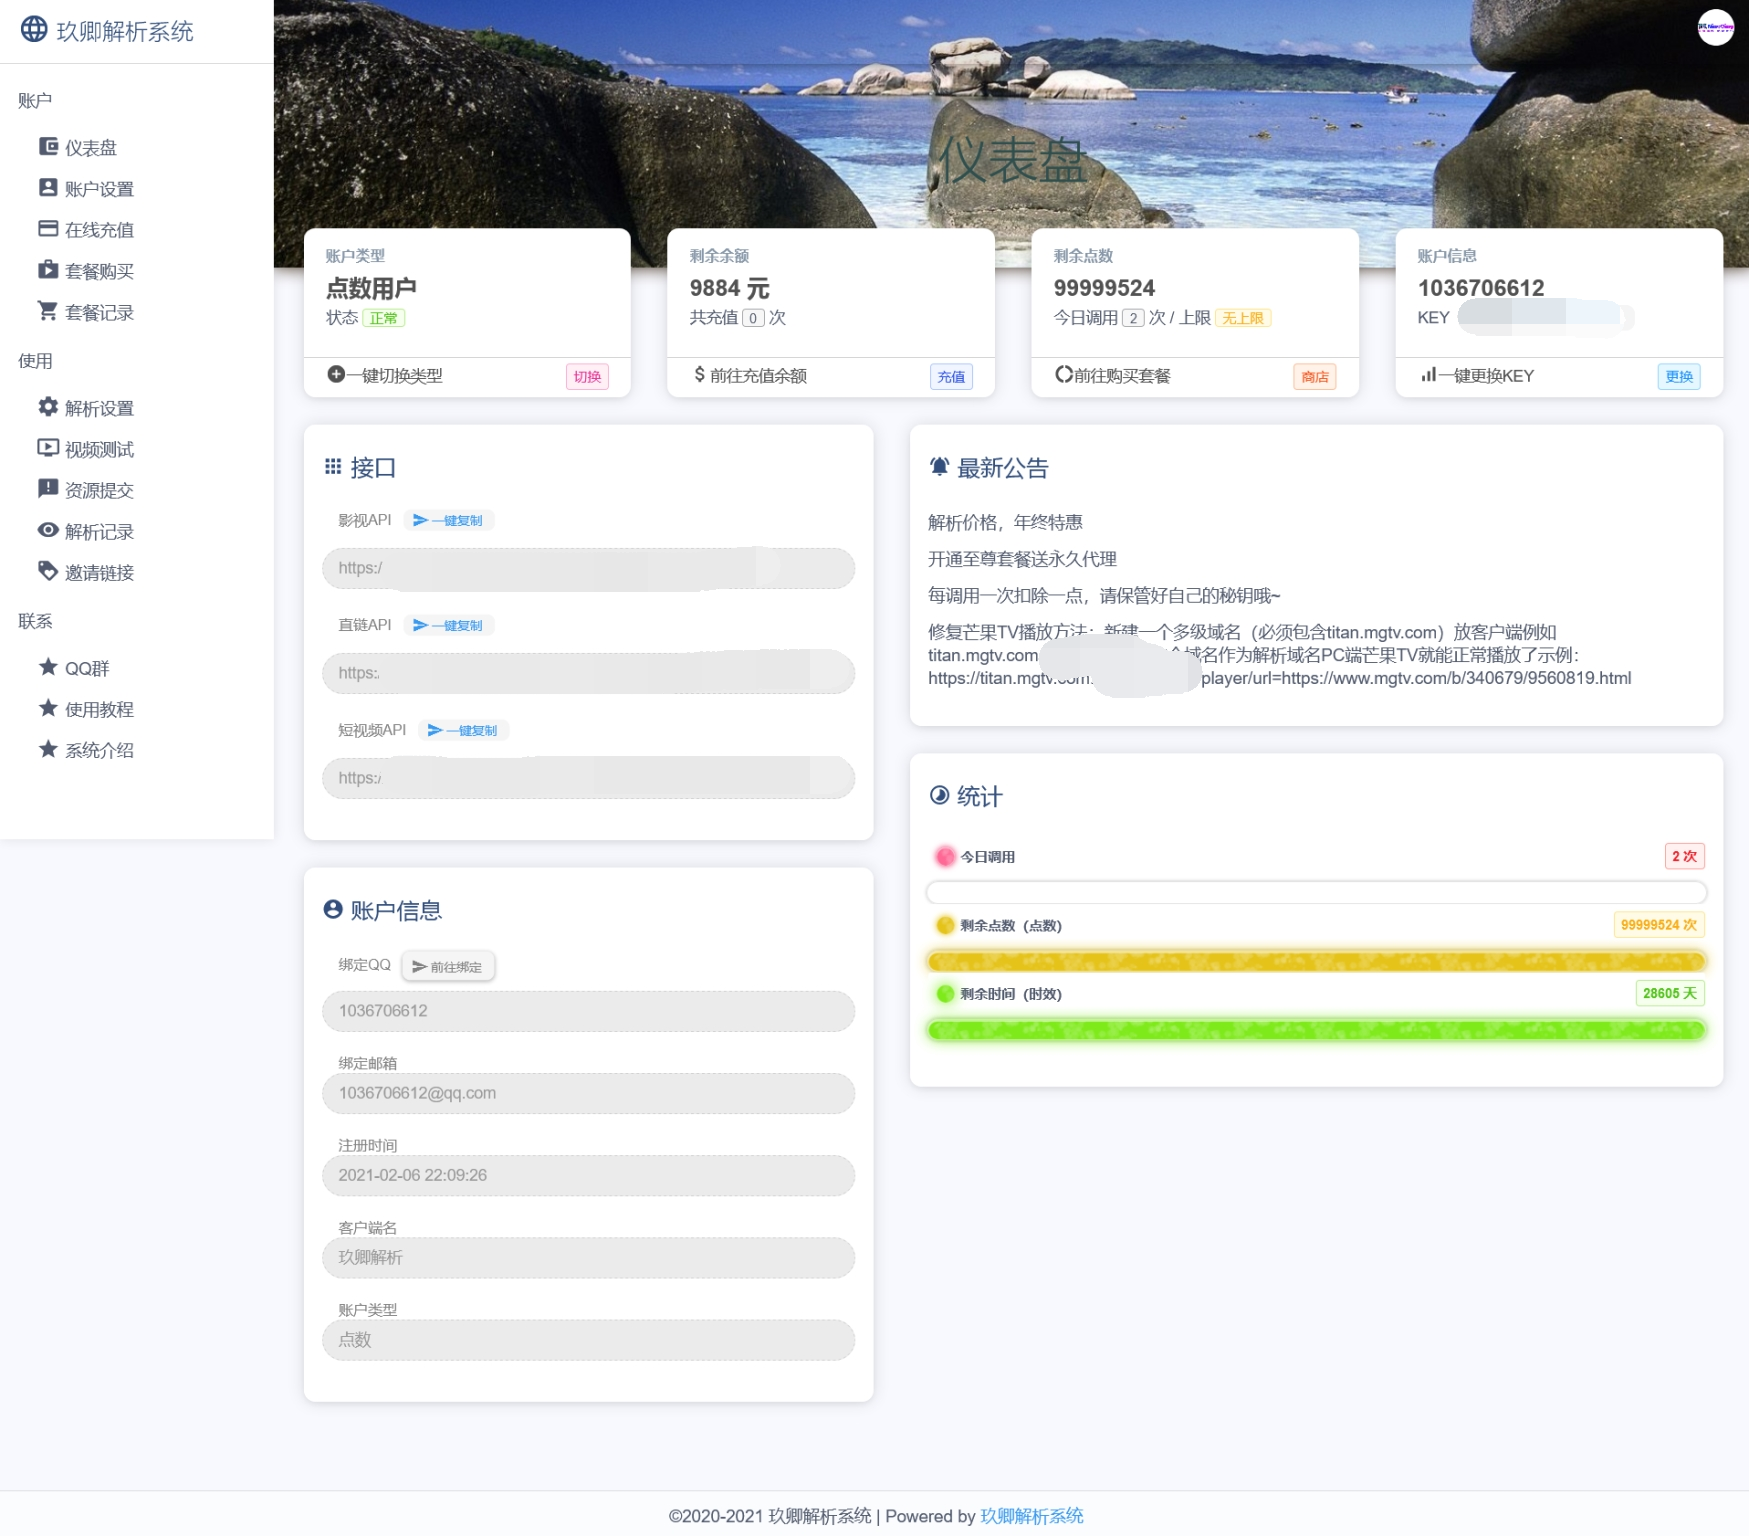 玖卿解析系统
账户
仪表盘
账户设置
在线充值
套餐购买
套餐记录
使用
解析设置
视频测试
资源提交
解析记录
邀请链接
联系
QQ群
使用教程
系统介绍
仪表盘
账户类型
点数用户
状态 正常
一键切换类型 切换
剩余余额
9884 元
共充值 0 次
$ 前往充值余额 充值
剩余点数
99999524
今日调用 2 次 / 上限 无上限
前往购买套餐 商店
账户信息
1036706612
KEY
一键更换KEY 更换
接口
影视API 一键复制
https:/
直链API 一键复制
https:
短视频API 一键复制
https:/
账户信息
绑定QQ 前往绑定
1036706612
绑定邮箱
1036706612@qq.com
注册时间
2021-02-06 22:09:26
客户端名
玖卿解析
账户类型
点数
最新公告
解析价格，年终特惠
开通至尊套餐送永久代理
每调用一次扣除一点，请保管好自己的秘钥哦~
修复芒果TV播放方法：新建一个多级域名（必须包含titan.mgtv.com）放客户端例如
titan.mgtv.com 域名作为解析域名PC端芒果TV就能正常播放了示例：
https://titan.mgtv.com. player/url=https://www.mgtv.com/b/340679/9560819.html
统计
今日调用 2 次
剩余点数（点数） 99999524 次
剩余时间（时效） 28605 天
©2020-2021 玖卿解析系统 | Powered by 玖卿解析系统